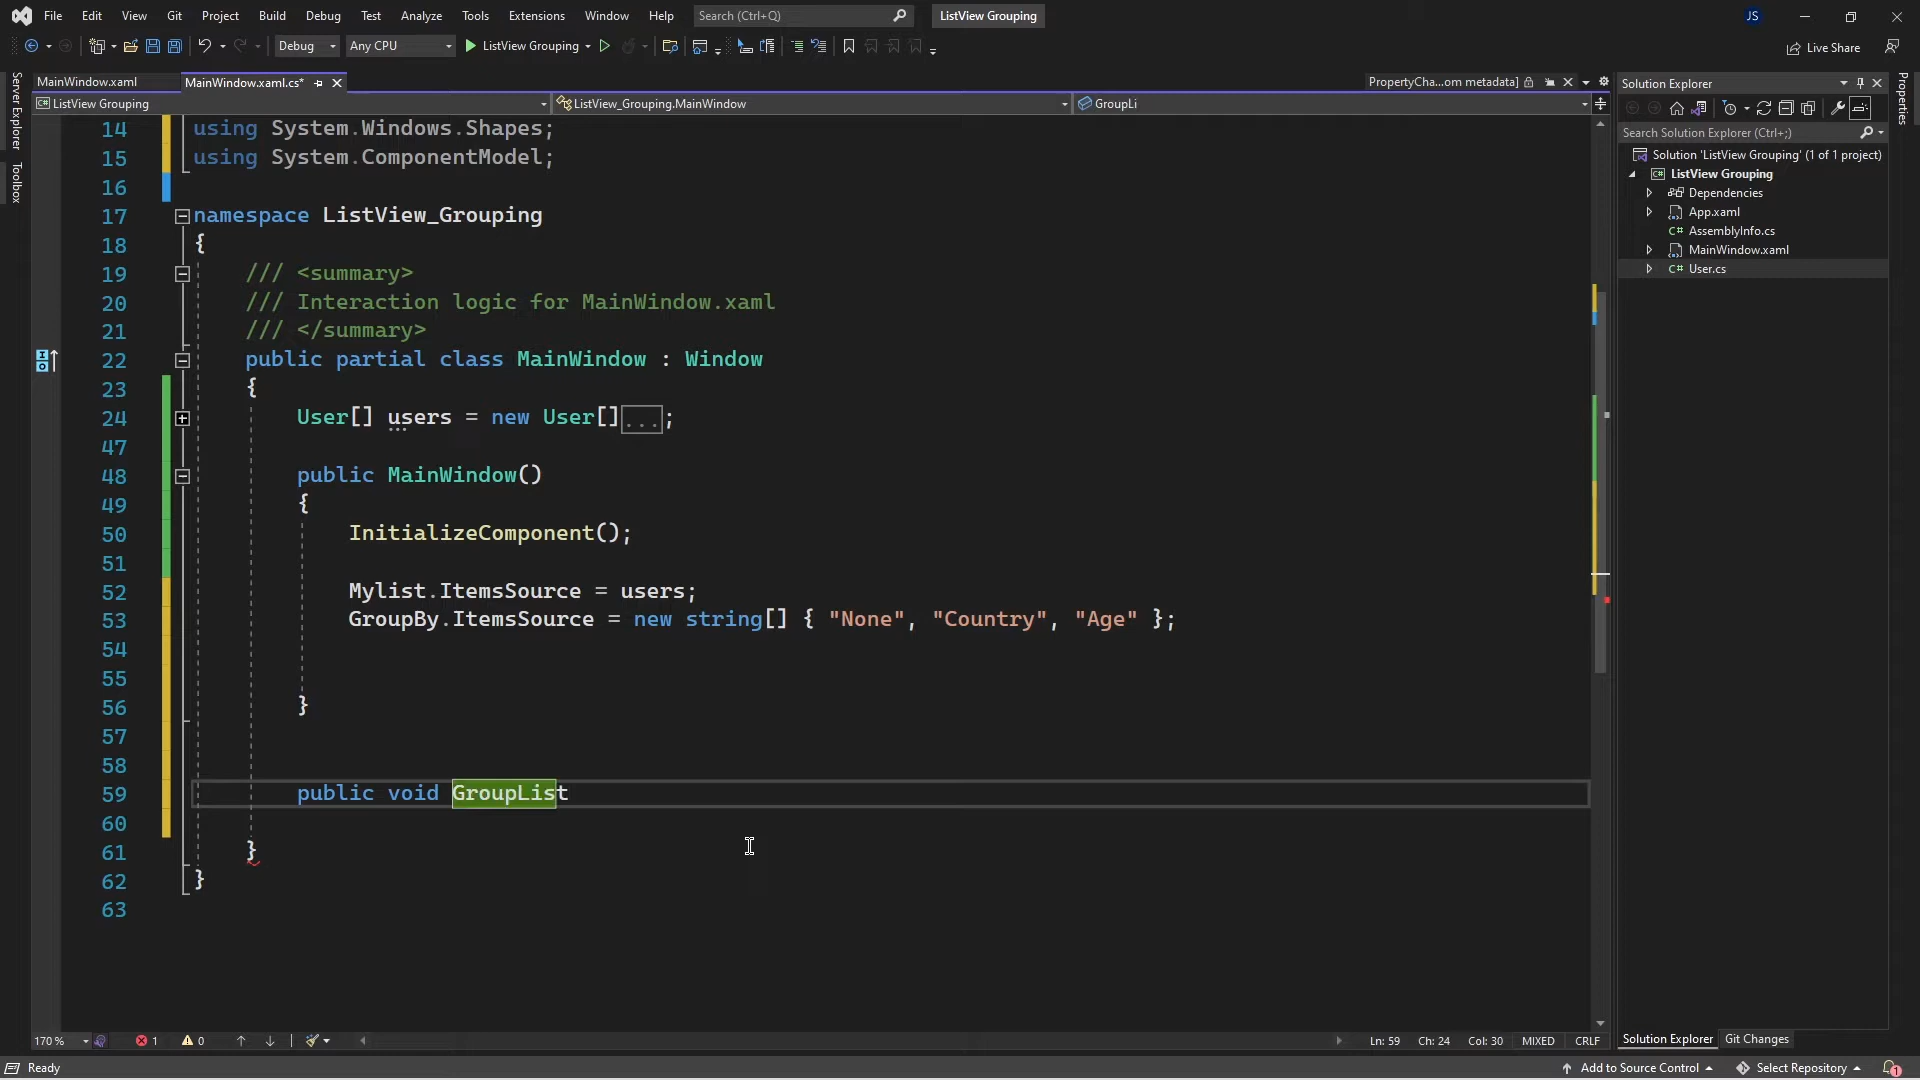 File Edit View Git Project Build Debug Test Analyze Tools Extensions Window Help Search (Ctrl+Q) ListView Grouping JS
Debug Any CPU ListView Grouping Live Share
MainWindow.xaml MainWindow.xaml.cs* PropertyCha...om metadata]
ListView Grouping ListView_Grouping.MainWindow GroupLi
Server Explorer
Toolbox
14 using System.Windows.Shapes;
15 using System.ComponentModel;
16
17 namespace ListView_Grouping
18 {
19 /// <summary>
20 /// Interaction logic for MainWindow.xaml
21 /// </summary>
22 public partial class MainWindow : Window
23 {
24 User[] users = new User[]...;
47
48 public MainWindow()
49 {
50 InitializeComponent();
51
52 Mylist.ItemsSource = users;
53 GroupBy.ItemsSource = new string[] { "None", "Country", "Age" };
54
55
56 }
57
58
59 public void GroupList
60
61 }
62 }
63
170 % 1 0 Ln: 59 Ch: 24 Col: 30 MIXED CRLF
Solution Explorer
Search Solution Explorer (Ctrl+;)
Solution 'ListView Grouping' (1 of 1 project)
ListView Grouping
Dependencies
App.xaml
C# AssemblyInfo.cs
MainWindow.xaml
C# User.cs
Solution Explorer Git Changes
Properties
Ready Add to Source Control Select Repository 1